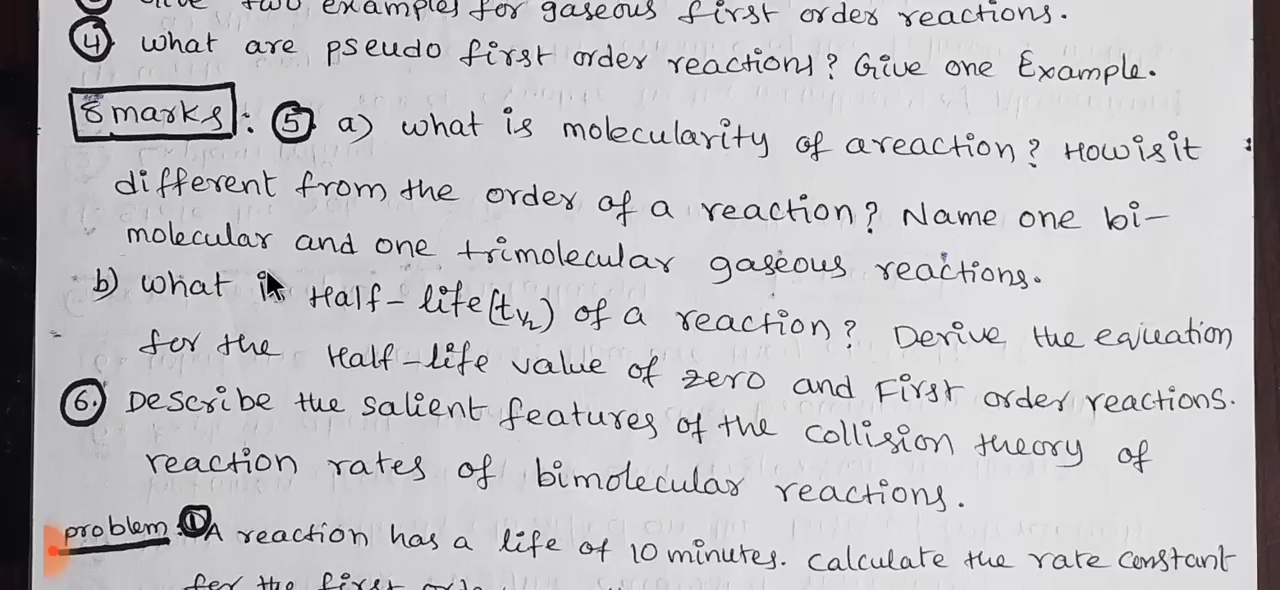 two examples for gaseous first order reactions.
④ what are pseudo first order reactions? Give one Example.
8 marks : ⑤ a) what is molecularity of a reaction? How is it
different from the order of a reaction? Name one bi-
molecular and one trimolecular gaseous reactions.
b) what is Half-life (t½) of a reaction? Derive the equation
for the Half-life value of zero and First order reactions.
⑥. Describe the salient features of the collision theory of
reaction rates of bimolecular reactions.
problem ① A reaction has a life of 10 minutes. calculate the rate constant
for the first